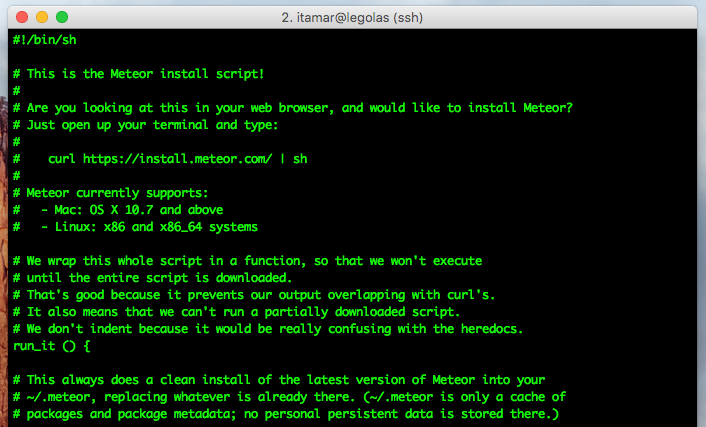 2. itamar@legolas (ssh)
#!/bin/sh
# This is the Meteor install script!
#
# Are you looking at this in your web browser, and would like to install Meteor?
# Just open up your terminal and type:
#
#    curl https://install.meteor.com/ | sh
#
# Meteor currently supports:
#   - Mac: OS X 10.7 and above
#   - Linux: x86 and x86_64 systems
# We wrap this whole script in a function, so that we won't execute
# until the entire script is downloaded.
# That's good because it prevents our output overlapping with curl's.
# It also means that we can't run a partially downloaded script.
# We don't indent because it would be really confusing with the heredocs.
run_it () {
# This always does a clean install of the latest version of Meteor into your
# ~/.meteor, replacing whatever is already there. (~/.meteor is only a cache of
# packages and package metadata; no personal persistent data is stored there.)